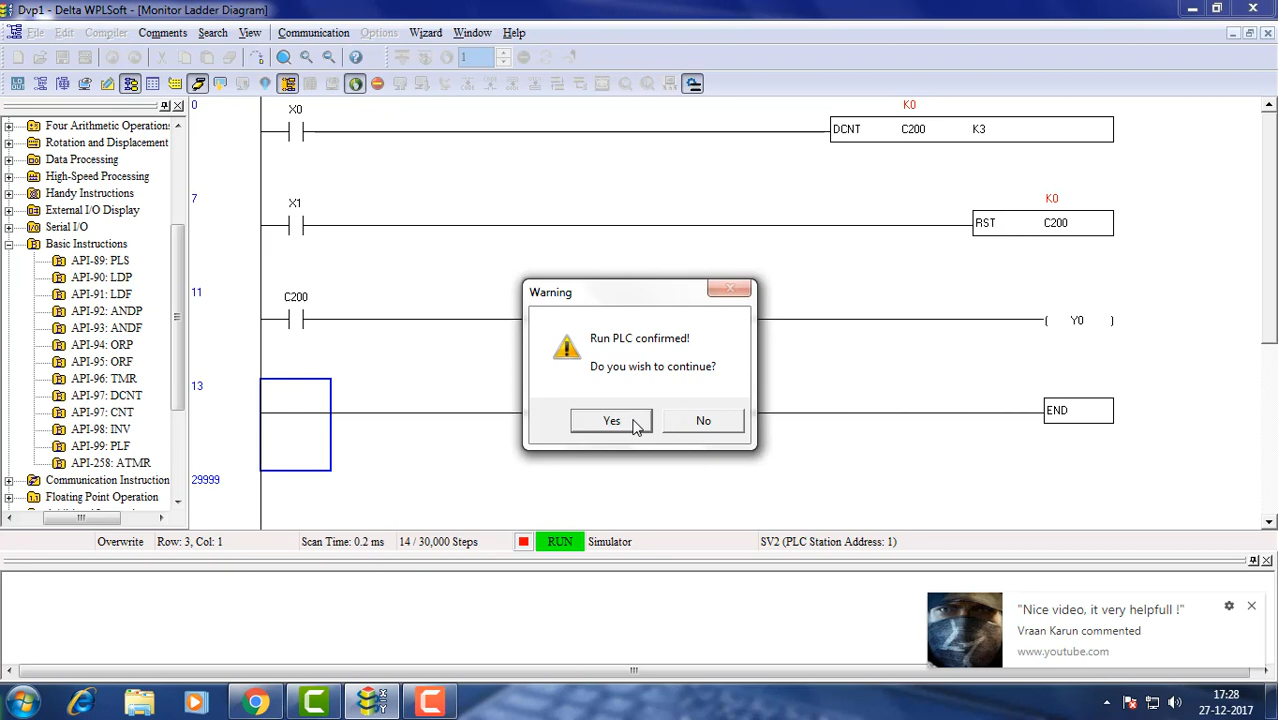 Dvp1 - Delta WPLSoft - [Monitor Ladder Diagram]
File Edit Compiler Comments Search View Communication Options Wizard Window Help
1
Four Arithmetic Operation
Rotation and Displacement
Data Processing
High-Speed Processing
Handy Instructions
External I/O Display
Serial I/O
Basic Instructions
API-89: PLS
API-90: LDP
API-91: LDF
API-92: ANDP
API-93: ANDF
API-94: ORP
API-95: ORF
API-96: TMR
API-97: DCNT
API-97: CNT
API-98: INV
API-99: PLF
API-258: ATMR
Communication Instruction
Floating Point Operation
0
X0
K0
DCNT C200 K3
7
X1
K0
RST C200
11
C200
( Y0 )
13
END
29999
Warning
Run PLC confirmed!
Do you wish to continue?
Yes No
Overwrite Row: 3, Col: 1 Scan Time: 0.2 ms 14 / 30,000 Steps RUN Simulator SV2 (PLC Station Address: 1)
"Nice video, it very helpfull !"
Vraan Karun commented
www.youtube.com
17:28
27-12-2017